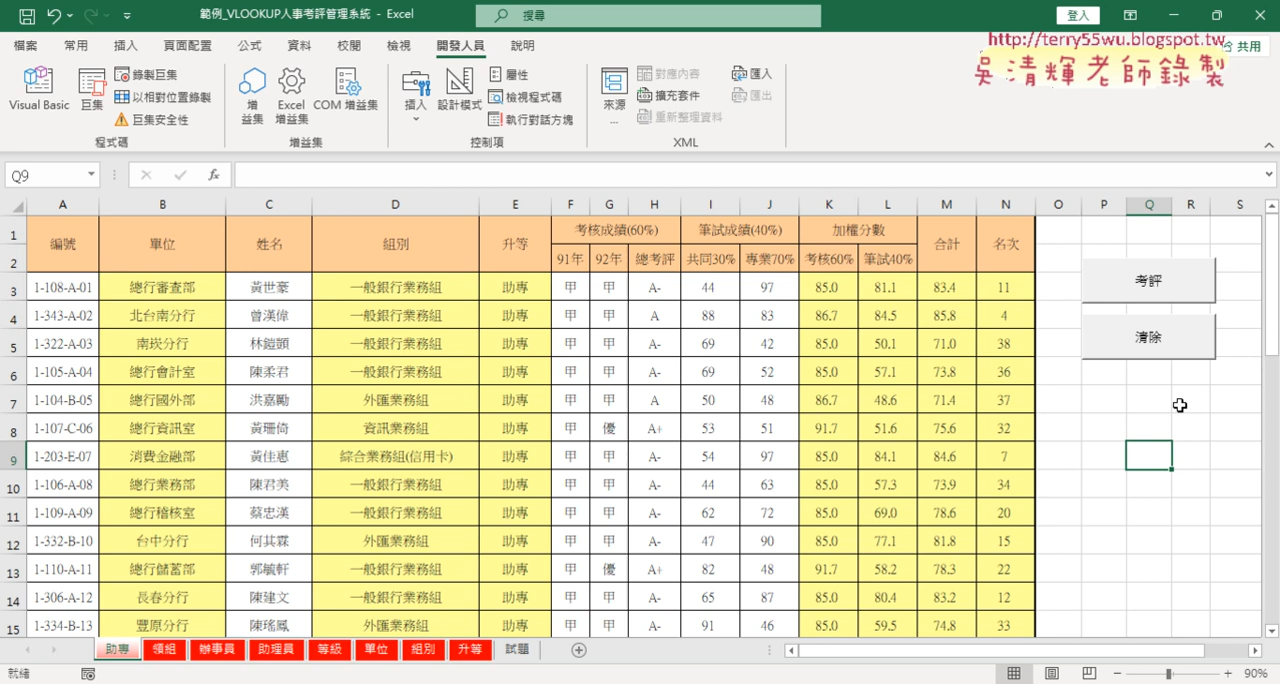 範例_VLOOKUP人事考評管理系統 - Excel
搜尋
登入
檔案 常用 插入 頁面配置 公式 資料 校閱 檢視 開發人員 說明
共用
http://terry55wu.blogspot.tw
吳清輝老師錄製
Visual Basic 巨集 錄製巨集 以相對位置錄製 巨集安全性
程式碼
增益集 Excel 增益集 COM 增益集
增益集
插入 設計模式 屬性 檢視程式碼 執行對話方塊
控制項
來源... 對應內容 擴充套件 重新整理資料 匯入 匯出
XML
Q9 fx
A B C D E F G H I J K L M N O P Q R S
1 編號 單位 姓名 組別 升等 考核成績(60%) 筆試成績(40%) 加權分數 合計 名次
2 91年 92年 總考評 共同30% 專業70% 考核60% 筆試40%
3 1-108-A-01 總行審查部 黃世豪 一般銀行業務組 助專 甲 甲 A- 44 97 85.0 81.1 83.4 11
考評
4 1-343-A-02 北台南分行 曾漢偉 一般銀行業務組 助專 甲 甲 A 88 83 86.7 84.5 85.8 4
清除
5 1-322-A-03 南崁分行 林鎧頤 一般銀行業務組 助專 甲 甲 A- 69 42 85.0 50.1 71.0 38
6 1-105-A-04 總行會計室 陳柔君 一般銀行業務組 助專 甲 甲 A- 69 52 85.0 57.1 73.8 36
7 1-104-B-05 總行國外部 洪嘉勵 外匯業務組 助專 甲 甲 A 50 48 86.7 48.6 71.4 37
8 1-107-C-06 總行資訊室 黃珊倚 資訊業務組 助專 甲 優 A+ 53 51 91.7 51.6 75.6 32
9 1-203-E-07 消費金融部 黃佳惠 綜合業務組(信用卡) 助專 甲 甲 A- 54 97 85.0 84.1 84.6 7
10 1-106-A-08 總行業務部 陳君美 一般銀行業務組 助專 甲 甲 A- 44 63 85.0 57.3 73.9 34
11 1-109-A-09 總行稽核室 蔡忠漢 一般銀行業務組 助專 甲 甲 A- 62 72 85.0 69.0 78.6 20
12 1-332-B-10 台中分行 何其霖 外匯業務組 助專 甲 甲 A- 47 90 85.0 77.1 81.8 15
13 1-110-A-11 總行儲蓄部 郭毓軒 一般銀行業務組 助專 甲 優 A+ 82 48 91.7 58.2 78.3 22
14 1-306-A-12 長春分行 陳建文 一般銀行業務組 助專 甲 甲 A- 65 87 85.0 80.4 83.2 12
15 1-334-B-13 豐原分行 陳瑤鳳 外匯業務組 助專 甲 甲 A- 91 46 85.0 59.5 74.8 33
助專 領組 辦事員 助理員 等級 單位 組別 升等 試題
就緒 90%